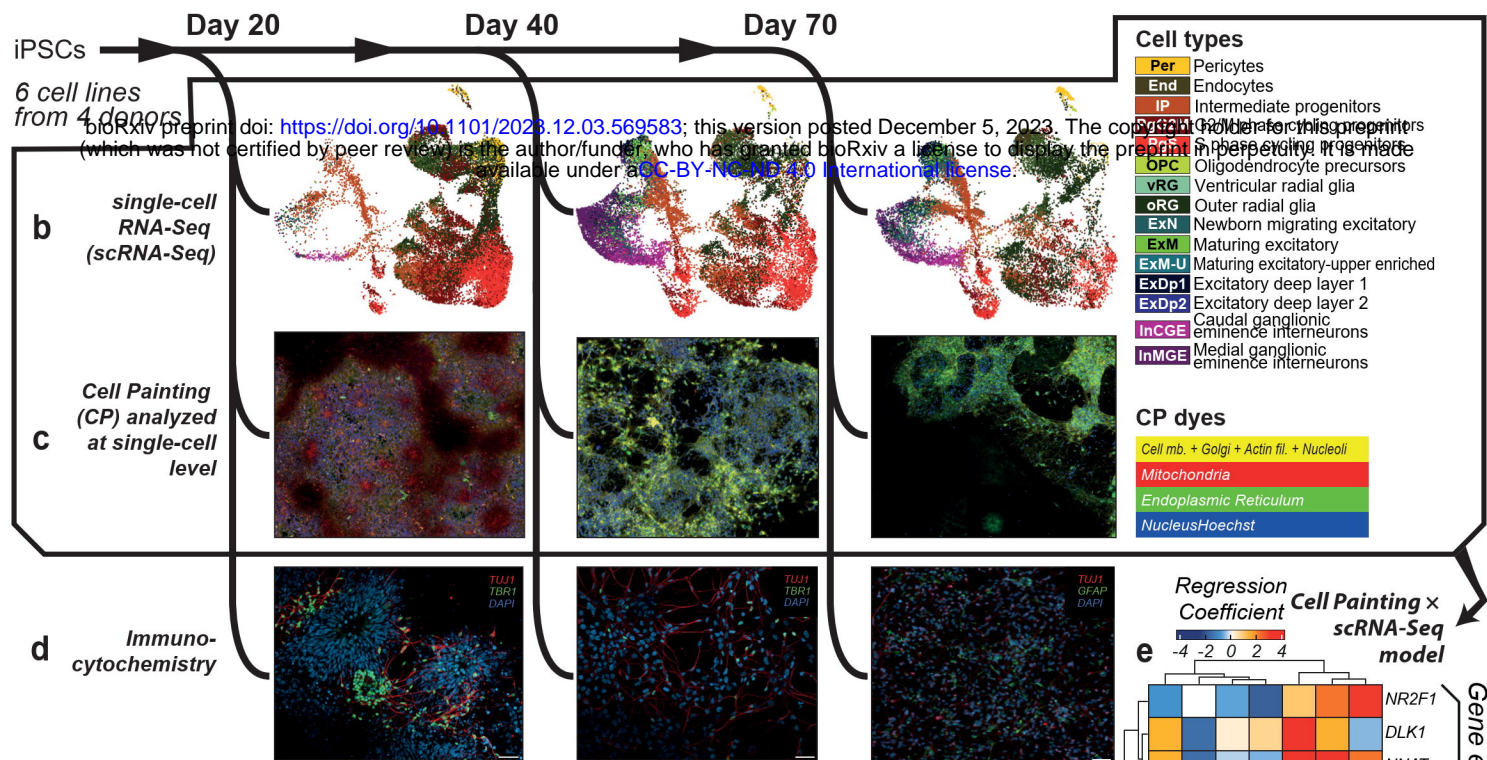 Day 20
Day 40
Day 70
iPSCs
6 cell lines
from 4 donors
bioRxiv preprint doi: https://doi.org/10.1101/2023.12.03.569583; this version posted December 5, 2023. The copyright holder for this preprint
(which was not certified by peer review) is the author/funder, who has granted bioRxiv a license to display the preprint in perpetuity. It is made
available under aCC-BY-NC-ND 4.0 International license.
b
single-cell
RNA-Seq
(scRNA-Seq)
c
Cell Painting
(CP) analyzed
at single-cell
level
d
Immuno-
cytochemistry
TUJ1
TBR1
DAPI
TUJ1
TBR1
DAPI
TUJ1
GFAP
DAPI
Cell types
Per Pericytes
End Endocytes
IP Intermediate progenitors
G2/M phase cycling progenitors
PgS S phase cycling progenitors
OPC Oligodendrocyte precursors
vRG Ventricular radial glia
oRG Outer radial glia
ExN Newborn migrating excitatory
ExM Maturing excitatory
ExM-U Maturing excitatory-upper enriched
ExDp1 Excitatory deep layer 1
ExDp2 Excitatory deep layer 2
InCGE Caudal ganglionic
eminence interneurons
InMGE Medial ganglionic
eminence interneurons
CP dyes
Cell mb. + Golgi + Actin fil. + Nucleoli
Mitochondria
Endoplasmic Reticulum
NucleusHoechst
Regression
Coefficient
-4 -2 0 2 4
Cell Painting ×
scRNA-Seq
model
e
NR2F1
DLK1
Gene e